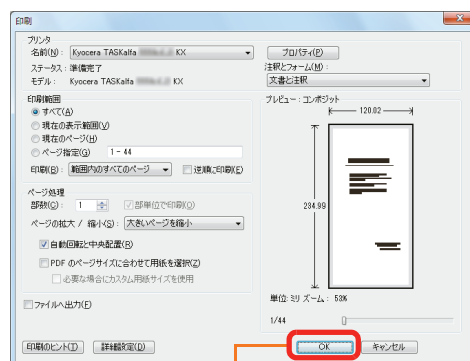 印刷
プリンタ
名前(N): Kyocera TASKalfa KX
プロパティ(P)
ステータス: 準備完了
注釈とフォーム(M):
モデル: Kyocera TASKalfa KX
文書と注釈
印刷範囲
プレビュー: コンポジット
すべて(A)
現在の表示範囲(V)
現在のページ(H)
ページ指定(G) 1 - 44
印刷(B): 範囲内のすべてのページ 逆順に印刷(E)
120.02
234.99
ページ処理
部数(C): 1 部単位で印刷(O)
ページの拡大 / 縮小(S): 大きいページを縮小
自動回転と中央配置(R)
PDF のページサイズに合わせて用紙を選択(Z)
必要な場合にカスタム用紙サイズを使用
単位: ミリ ズーム: 53%
ファイルへ出力(F)
1/44
印刷のヒント(T) 詳細設定(D) OK キャンセル